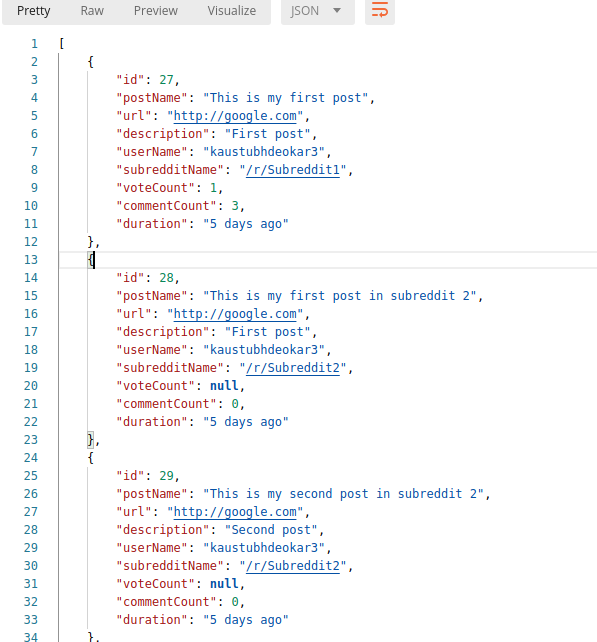 Pretty Raw Preview Visualize JSON
1 [
2 {
3 "id": 27,
4 "postName": "This is my first post",
5 "url": "http://google.com",
6 "description": "First post",
7 "userName": "kaustubhdeokar3",
8 "subredditName": "/r/Subreddit1",
9 "voteCount": 1,
10 "commentCount": 3,
11 "duration": "5 days ago"
12 },
13 {
14 "id": 28,
15 "postName": "This is my first post in subreddit 2",
16 "url": "http://google.com",
17 "description": "First post",
18 "userName": "kaustubhdeokar3",
19 "subredditName": "/r/Subreddit2",
20 "voteCount": null,
21 "commentCount": 0,
22 "duration": "5 days ago"
23 },
24 {
25 "id": 29,
26 "postName": "This is my second post in subreddit 2",
27 "url": "http://google.com",
28 "description": "Second post",
29 "userName": "kaustubhdeokar3",
30 "subredditName": "/r/Subreddit2",
31 "voteCount": null,
32 "commentCount": 0,
33 "duration": "5 days ago"
34 },